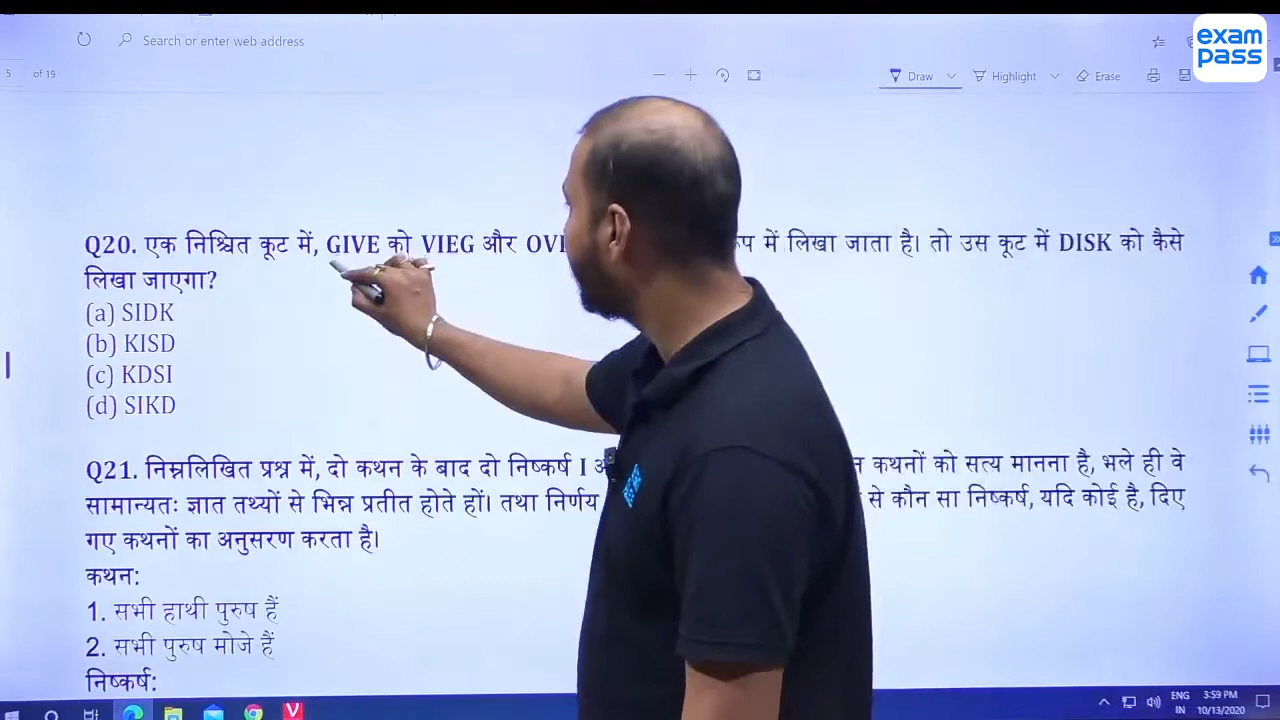 exam
pass
Search or enter web address
5 of 19
Draw Highlight Erase
Q20. एक निश्चित कूट में, GIVE को VIEG और में लिखा जाता है। तो उस कूट में DISK को कैसे
लिखा जाएगा?
(a) SIDK
(b) KISD
(c) KDSI
(d) SIKD
Q21. निम्नलिखित प्रश्न में, दो कथन के बाद दो निष्कर्ष I कथनों को सत्य मानना है, भले ही वे
सामान्यतः ज्ञात तथ्यों से भिन्न प्रतीत होते हों। तथा निर्णय से कौन सा निष्कर्ष, यदि कोई है, दिए
गए कथनों का अनुसरण करता है।
कथन:
1. सभी हाथी पुरुष हैं
2. सभी पुरुष मोजे हैं
निष्कर्ष:
ENG 3:59 PM
IN 10/13/2020